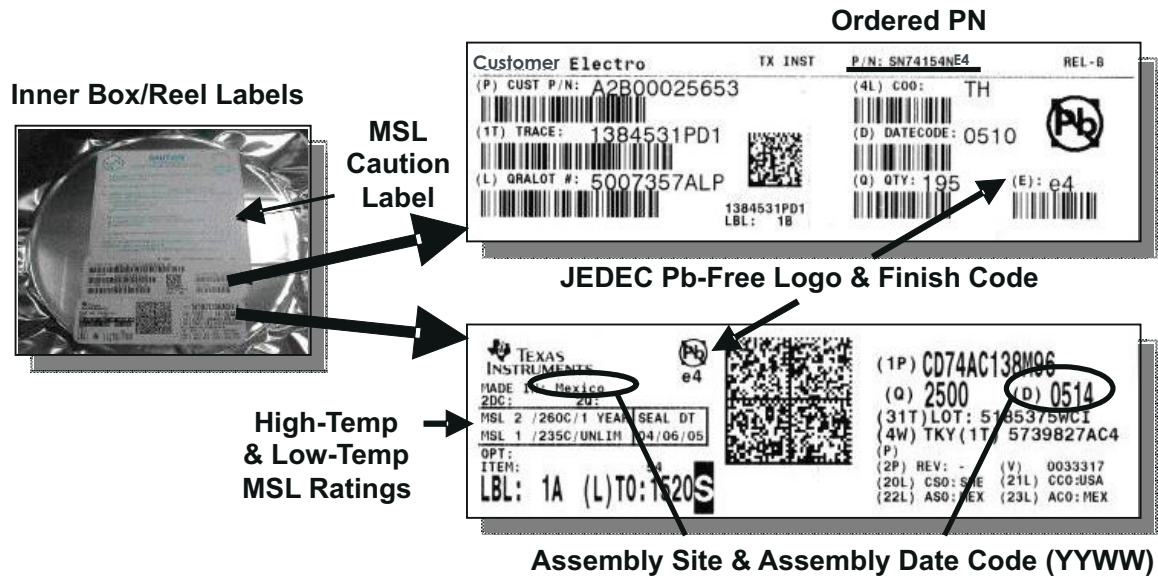 Ordered PN
Inner Box/Reel Labels
MSL
Caution
Label
CAUTION
Customer Electro TX INST P/N: SN74154NE4 REL-B
(P) CUST P/N: A2B00025653
(4L) COO: TH
Pb
(1T) TRACE: 1384531PD1
(D) DATECODE: 0510
(L) QRALOT #: 5007357ALP
(Q) QTY: 195
(E): e4
1384531PD1
LBL: 1B
JEDEC Pb-Free Logo & Finish Code
High-Temp
& Low-Temp
MSL Ratings
TEXAS
INSTRUMENTS
Pb
e4
MADE IN: Mexico
2DC: 2Q:
MSL 2 /260C/1 YEAR SEAL DT
MSL 1 /235C/UNLIM 04/06/05
OPT:
ITEM:
LBL: 1A (L)TO:1520 S
(1P) CD74AC138M96
(Q) 2500 (D) 0514
(31T)LOT: 5185375WCI
(4W) TKY(1T) 5739827AC4
(P)
(2P) REV: - (V) 0033317
(20L) CSO: (21L) CCO:USA
(22L) ASO: MEX (23L) ACO: MEX
Assembly Site & Assembly Date Code (YYWW)